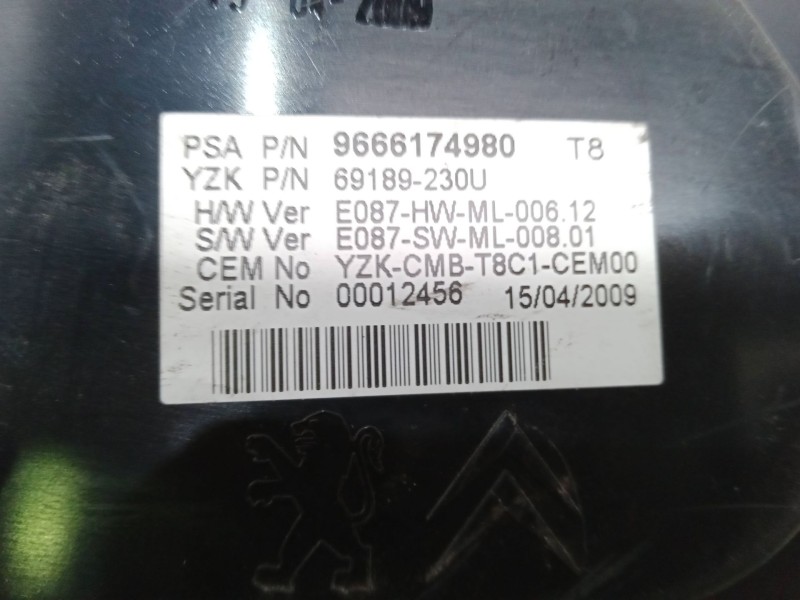 2009
PSA P/N 9666174980 T8
YZK P/N 69189-230U
H/W Ver E087-HW-ML-006.12
S/W Ver E087-SW-ML-008.01
CEM No YZK-CMB-T8C1-CEM00
Serial No 00012456 15/04/2009